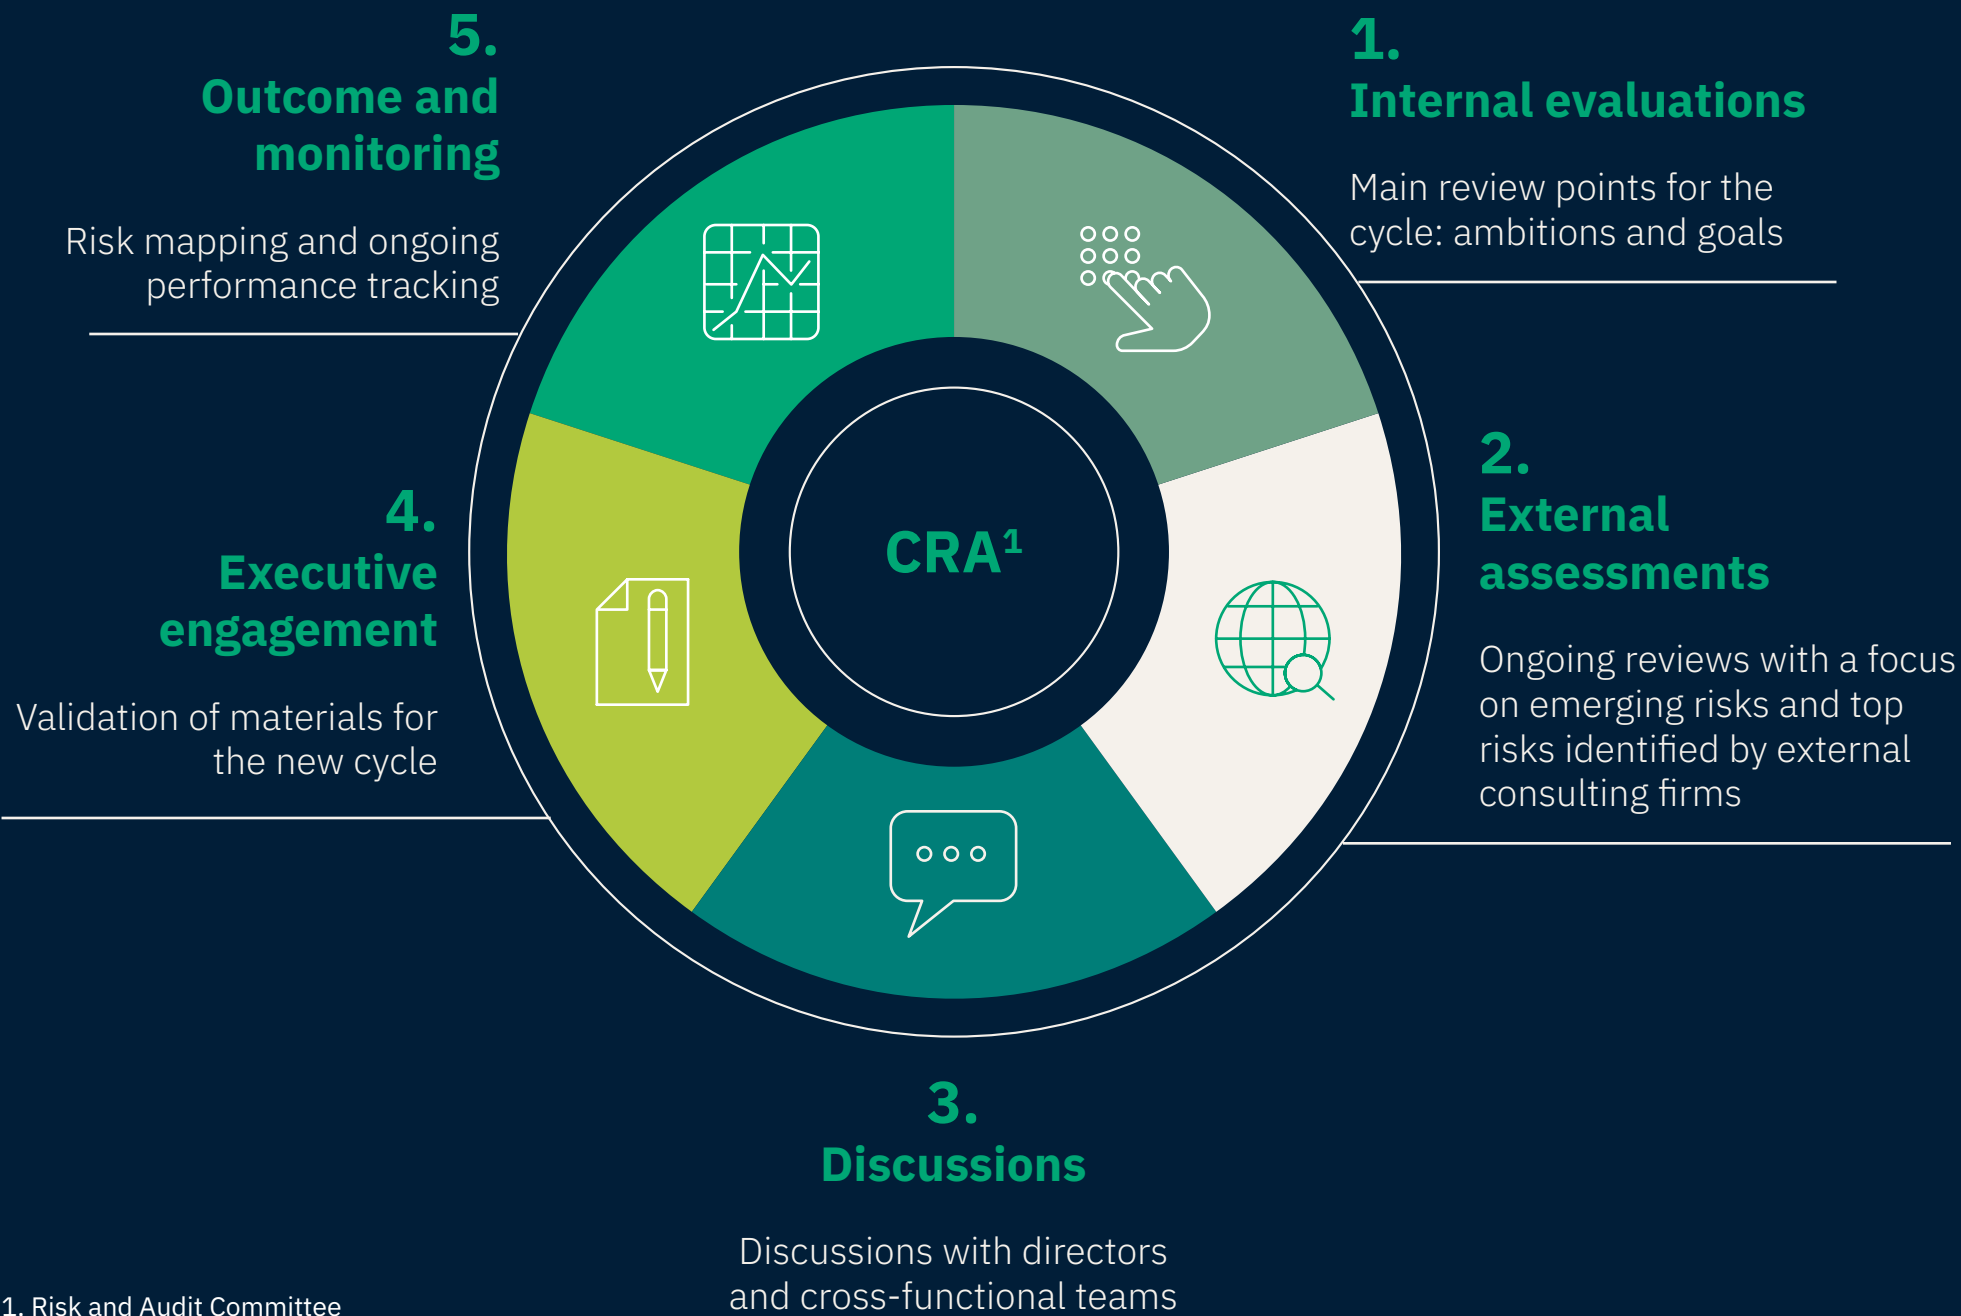 1.
Internal evaluations
Main review points for the
cycle: ambitions and goals
2.
External
assessments
Ongoing reviews with a focus
on emerging risks and top
risks identified by external
consulting firms
3.
Discussions
Discussions with directors
and cross-functional teams
4.
Executive
engagement
Validation of materials for
the new cycle
5.
Outcome and
monitoring
Risk mapping and ongoing
performance tracking
CRA¹
1. Risk and Audit Committee